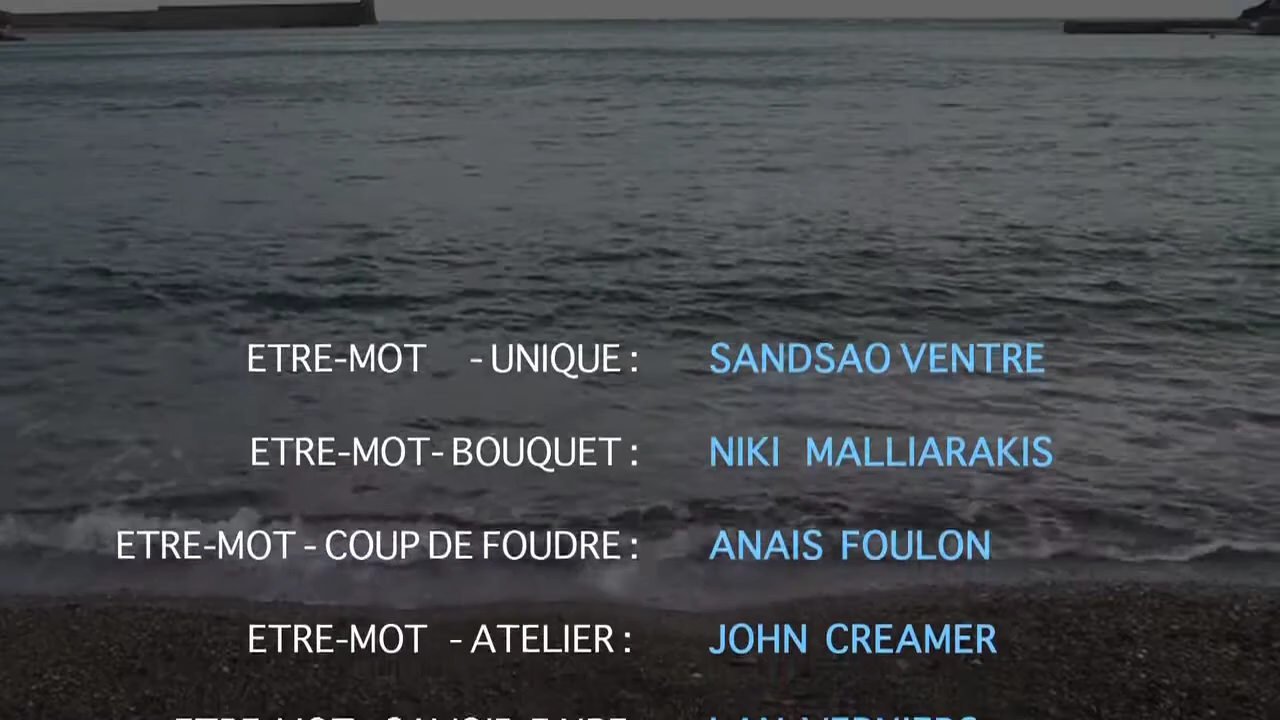 ETRE-MOT - UNIQUE : SANDSAO VENTRE
ETRE-MOT- BOUQUET : NIKI MALLIARAKIS
ETRE-MOT - COUP DE FOUDRE : ANAIS FOULON
ETRE-MOT - ATELIER : JOHN CREAMER